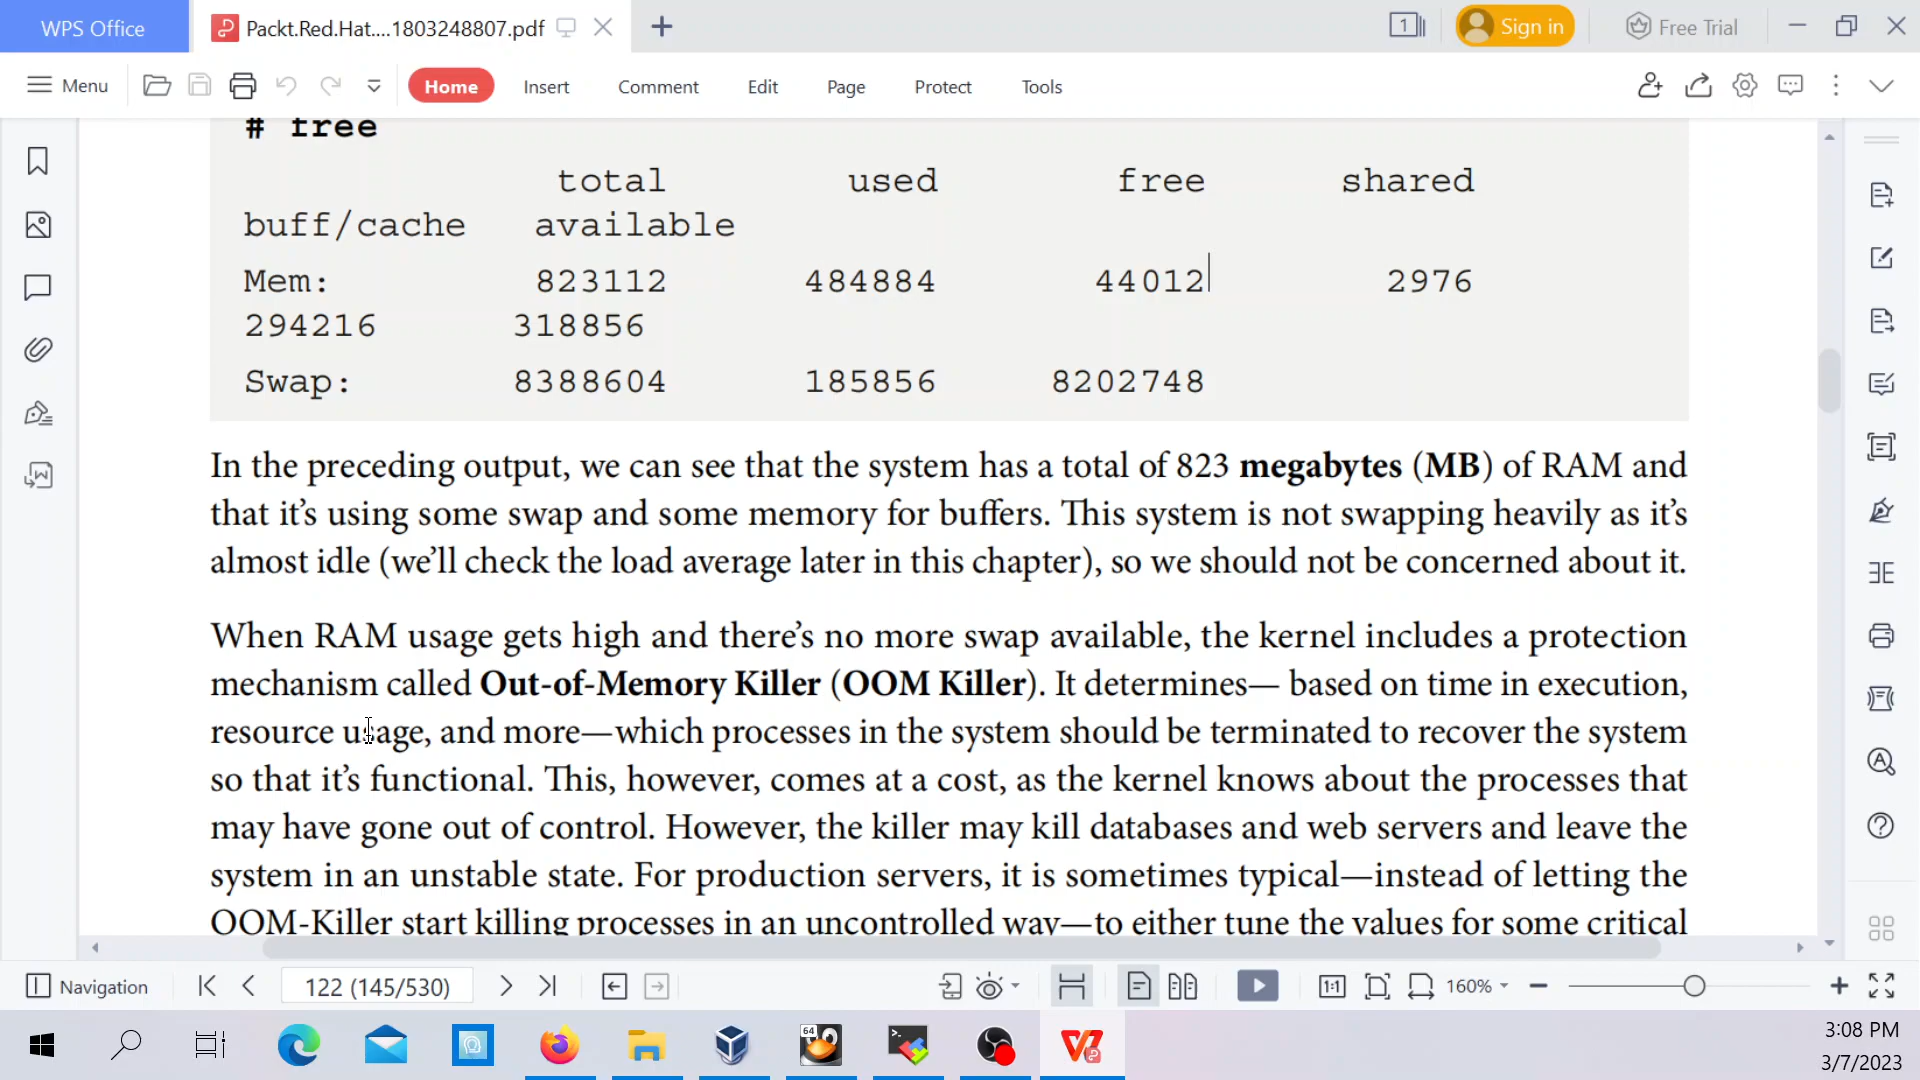 WPS Office
Packt.Red.Hat....1803248807.pdf
1
Sign in
Free Trial
Menu
Home Insert Comment Edit Page Protect Tools
# free
total used free shared
buff/cache available
Mem: 823112 484884 44012 2976
294216 318856
Swap: 8388604 185856 8202748
In the preceding output, we can see that the system has a total of 823 megabytes (MB) of RAM and
that it’s using some swap and some memory for buffers. This system is not swapping heavily as it’s
almost idle (we’ll check the load average later in this chapter), so we should not be concerned about it.
When RAM usage gets high and there’s no more swap available, the kernel includes a protection
mechanism called Out-of-Memory Killer (OOM Killer). It determines— based on time in execution,
resource usage, and more—which processes in the system should be terminated to recover the system
so that it’s functional. This, however, comes at a cost, as the kernel knows about the processes that
may have gone out of control. However, the killer may kill databases and web servers and leave the
system in an unstable state. For production servers, it is sometimes typical—instead of letting the
OOM-Killer start killing processes in an uncontrolled way—to either tune the values for some critical
Navigation
122 (145/530)
1:1
160%
64
3:08 PM
3/7/2023